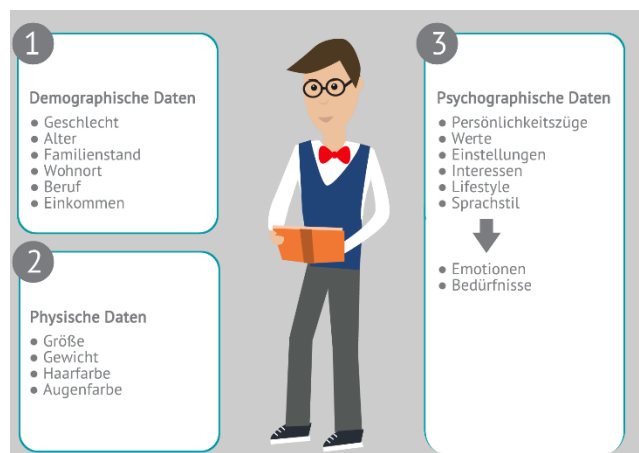 1
Demographische Daten
● Geschlecht
● Alter
● Familienstand
● Wohnort
● Beruf
● Einkommen
2
Physische Daten
● Größe
● Gewicht
● Haarfarbe
● Augenfarbe
3
Psychographische Daten
● Persönlichkeitszüge
● Werte
● Einstellungen
● Interessen
● Lifestyle
● Sprachstil
● Emotionen
● Bedürfnisse